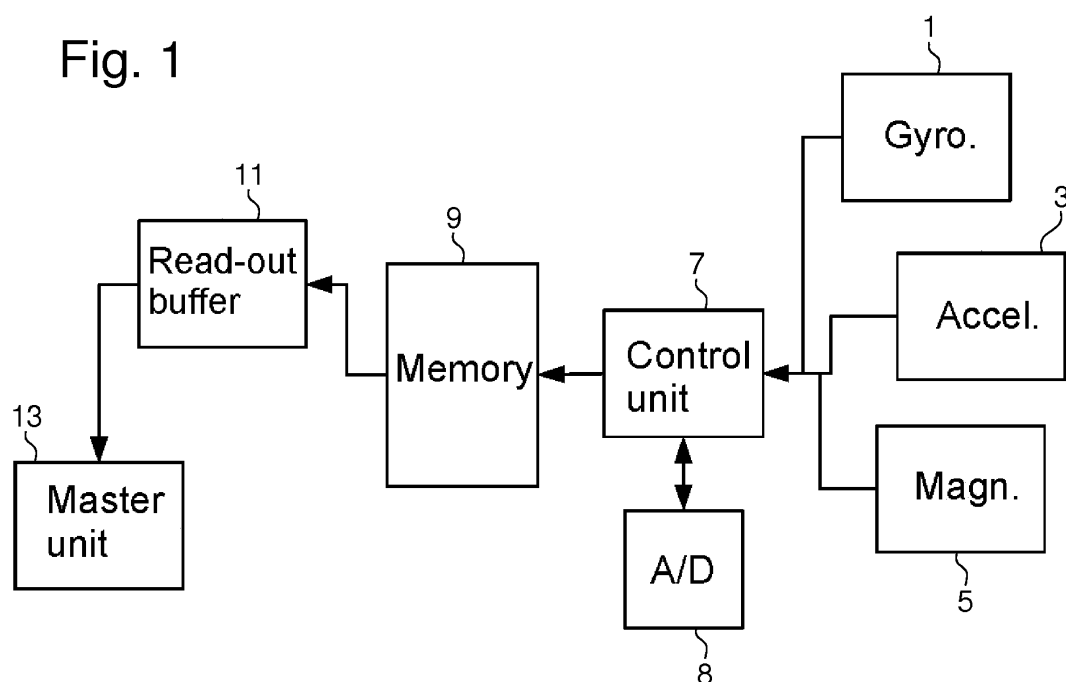 Fig. 1
1
Gyro.
11
Read-out
buffer
9
Memory
7
Control
unit
3
Accel.
13
Master
unit
A/D
8
Magn.
5